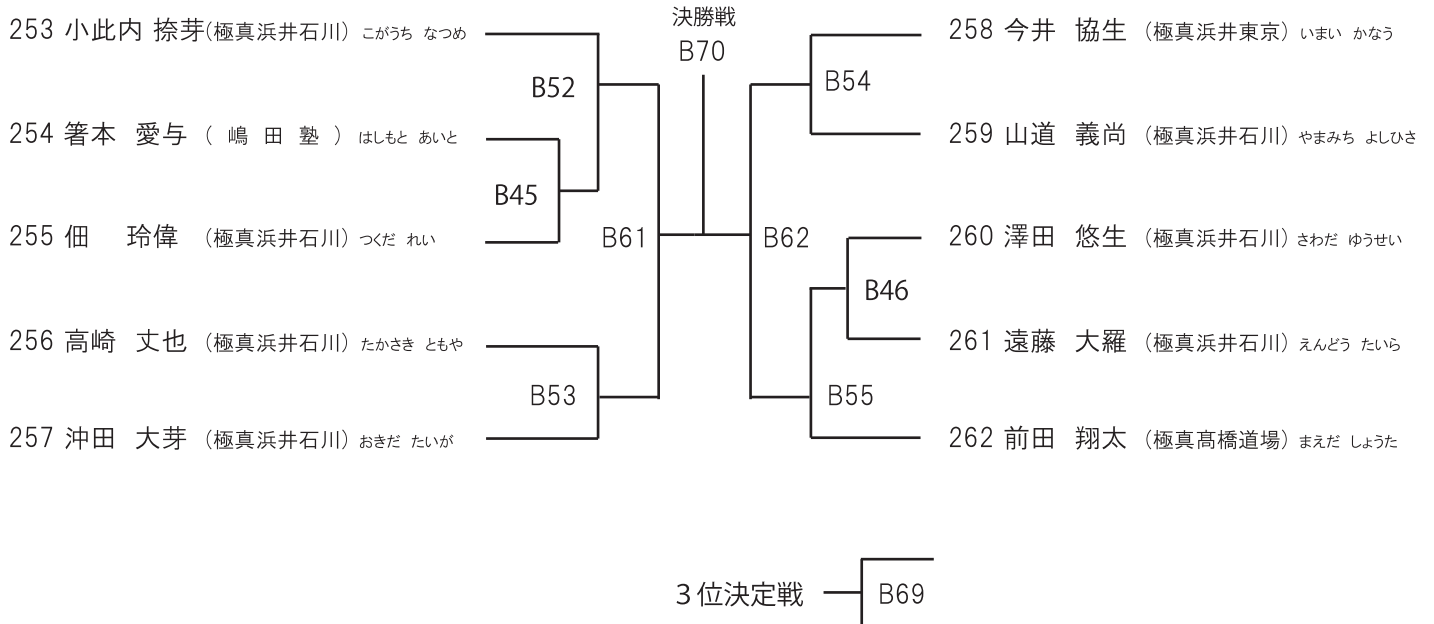 決勝戦
B70
253 小此内 捺芽(極真浜井石川) こがうち なつめ
B52
254 箸本 愛与 ( 嶋 田 塾 ) はしもと あいと
B45
255 佃 玲偉 (極真浜井石川) つくだ れい
B61
256 高崎 丈也 (極真浜井石川) たかさき ともや
B53
257 沖田 大芽 (極真浜井石川) おきだ たいが
258 今井 協生 (極真浜井東京) いまい かなう
B54
259 山道 義尚 (極真浜井石川) やまみち よしひさ
B62
260 澤田 悠生 (極真浜井石川) さわだ ゆうせい
B46
261 遠藤 大羅 (極真浜井石川) えんどう たいら
B55
262 前田 翔太 (極真髙橋道場) まえだ しょうた
3位決定戦
B69